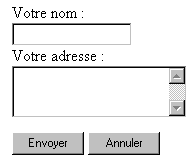 Votre nom :
Votre adresse :
Envoyer Annuler